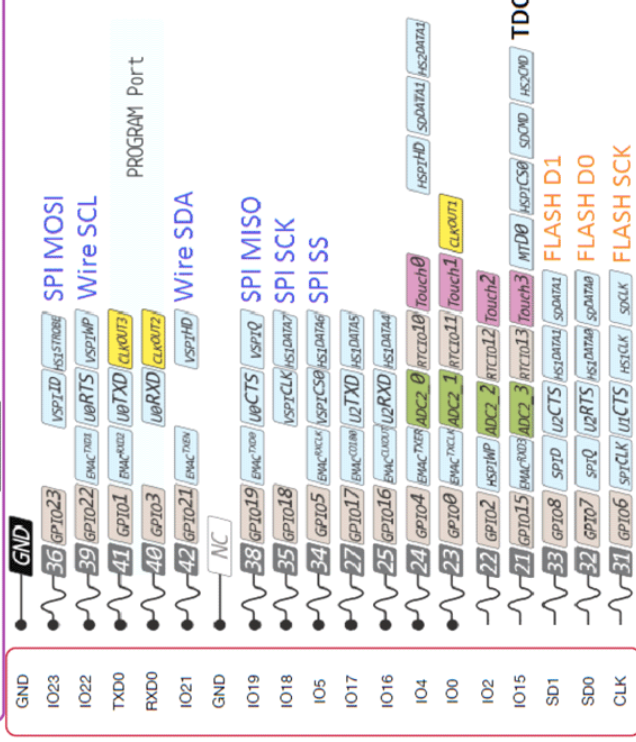 GND GND
IO23 36 GPIO23 VSPIID HS1STROBE SPI MOSI
IO22 39 GPIO22 EMACTXD1 U0RTS VSPIWP Wire SCL
TXD0 41 GPIO1 EMACRXD2 U0TXD CLKOUT3
PROGRAM Port
RXD0 40 GPIO3 U0RXD CLKOUT2
IO21 42 GPIO21 EMACTXEN VSPIHD Wire SDA
GND NC
IO19 38 GPIO19 EMACTXD0 U0CTS VSPIQ SPI MISO
IO18 35 GPIO18 VSPICLK HS1DATA7 SPI SCK
IO5 34 GPIO5 EMACRXCLK VSPICS0 HS1DATA6 SPI SS
IO17 27 GPIO17 EMACCO180 U2TXD HS1DATA5
IO16 25 GPIO16 EMACCLKOUT U2RXD HS1DATA4
IO4 24 GPIO4 EMACTXER ADC2_0 RTCIO10 Touch0 HSPIHD SDDATA1 HS2DATA1
IO0 23 GPIO0 EMACTXCLK ADC2_1 RTCIO11 Touch1 CLKOUT1
IO2 22 GPIO2 HSPIWP ADC2_2 RTCIO12 Touch2
IO15 21 GPIO15 EMACRXD3 ADC2_3 RTCIO13 Touch3 MTDO HSPICS0 SDCMD HS2CMD TDO
SD1 33 GPIO8 SPID U2CTS HS1DATA1 SDDATA1 FLASH D1
SD0 32 GPIO7 SPIQ U2RTS HS1DATA0 SDDATA0 FLASH D0
CLK 31 GPIO6 SPICLK U1CTS HS1CLK SDCLK FLASH SCK